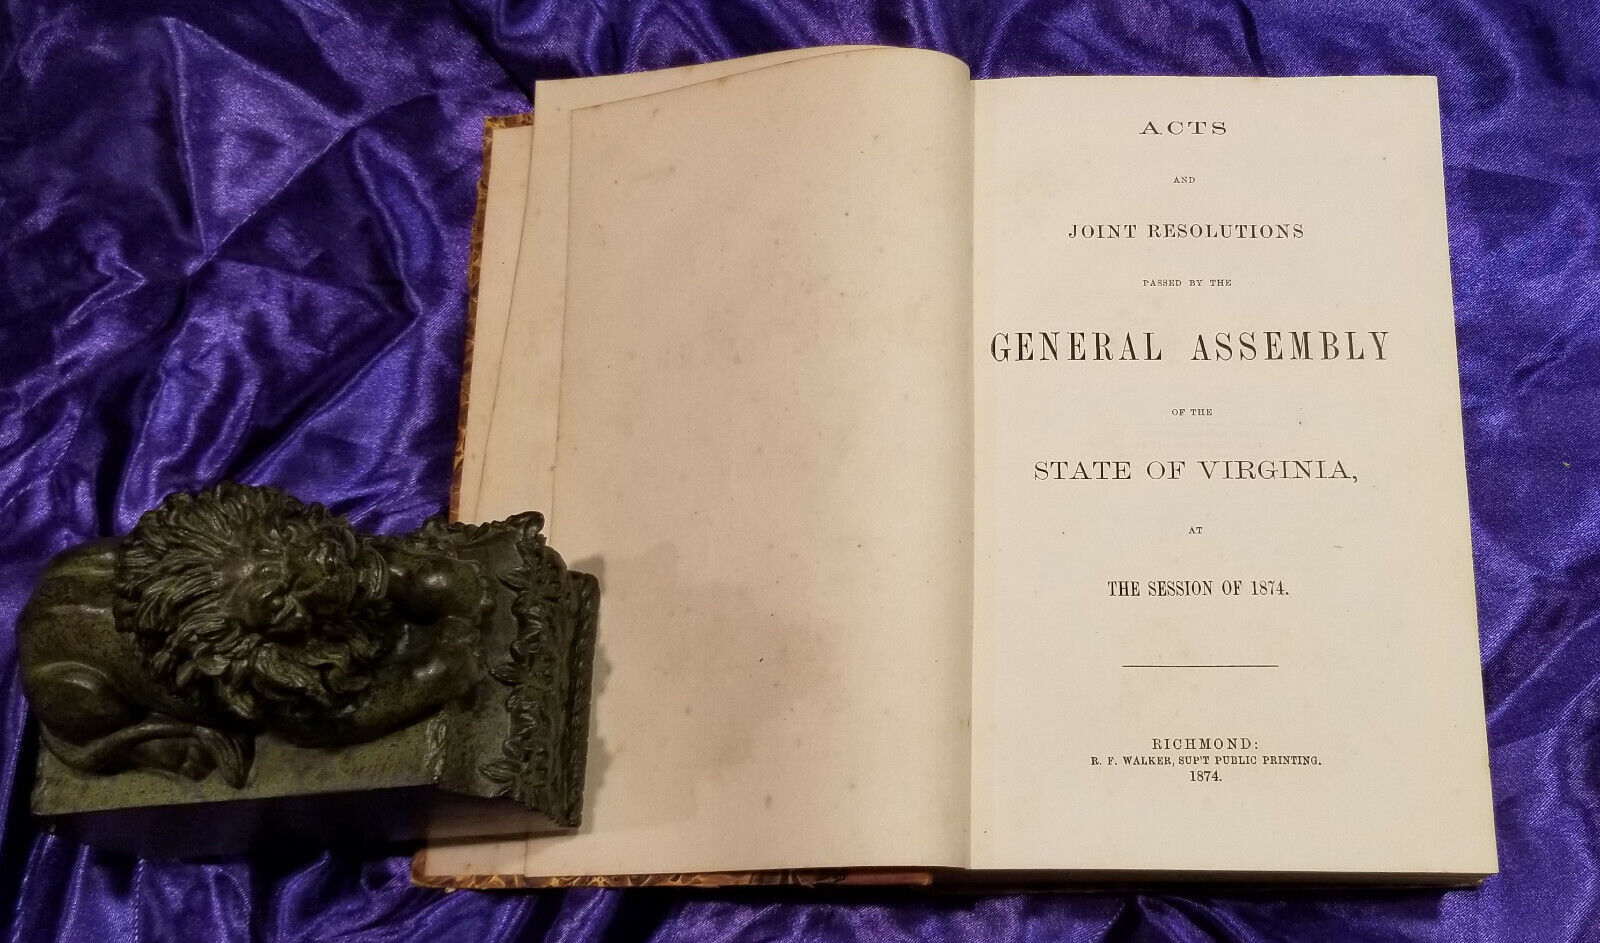 ACTS
AND
JOINT RESOLUTIONS
PASSED BY THE
GENERAL ASSEMBLY
OF THE
STATE OF VIRGINIA,
AT
THE SESSION OF 1874.
RICHMOND:
R. F. WALKER, SUP'T PUBLIC PRINTING.
1874.